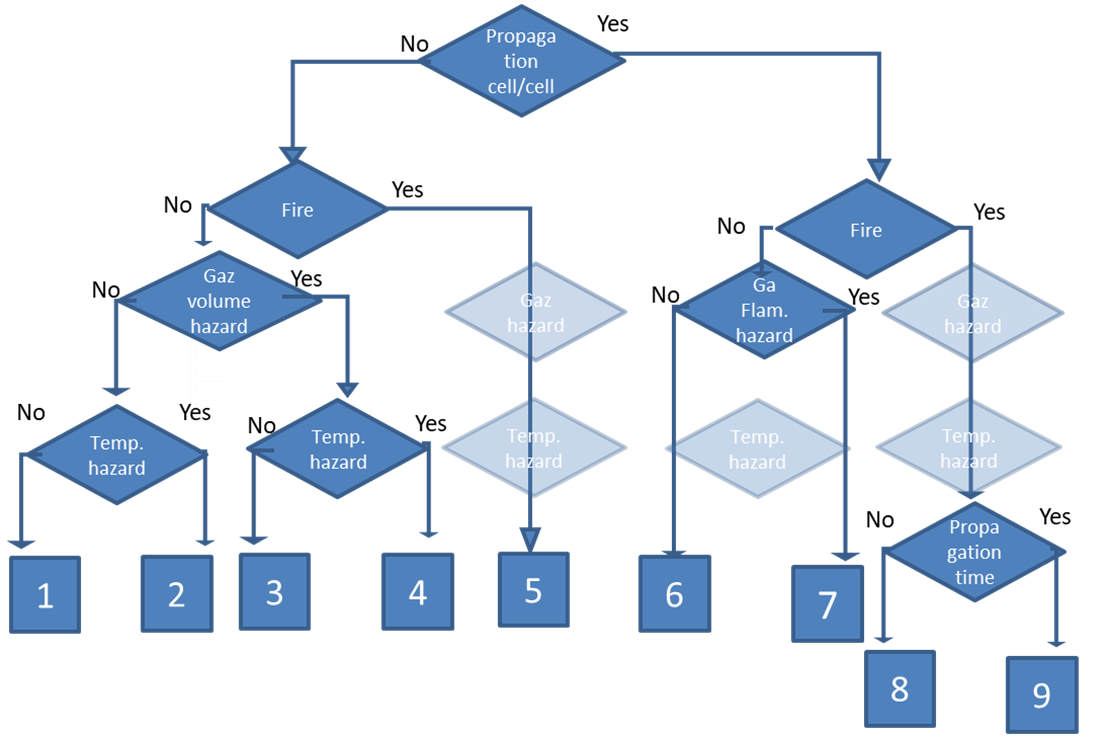 Propaga
tion
cell/cell
No
Yes
Fire
No
Yes
Fire
No
Yes
Gaz
volume
hazard
No
Yes
Gaz
hazard
Ga
Flam.
hazard
No
Yes
Gaz
hazard
Temp.
hazard
No
Yes
Temp.
hazard
No
Yes
Temp.
hazard
Temp.
hazard
Temp.
hazard
Propa
gation
time
No
Yes
1
2
3
4
5
6
7
8
9